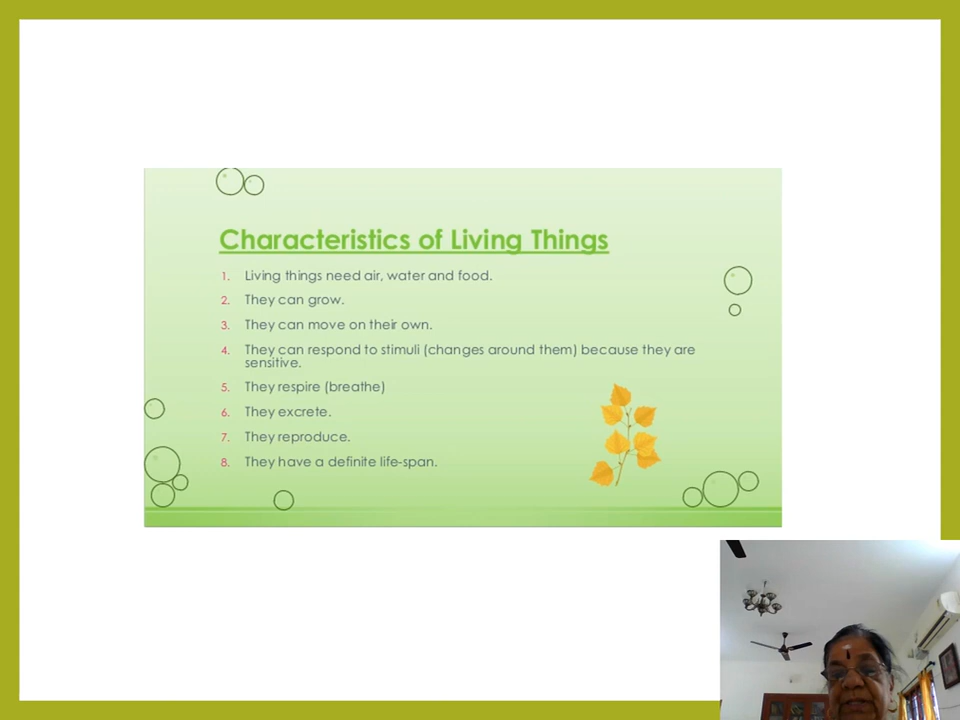 Characteristics of Living Things
1. Living things need air, water and food.
2. They can grow.
3. They can move on their own.
4. They can respond to stimuli (changes around them) because they are
sensitive.
5. They respire (breathe)
6. They excrete.
7. They reproduce.
8. They have a definite life-span.